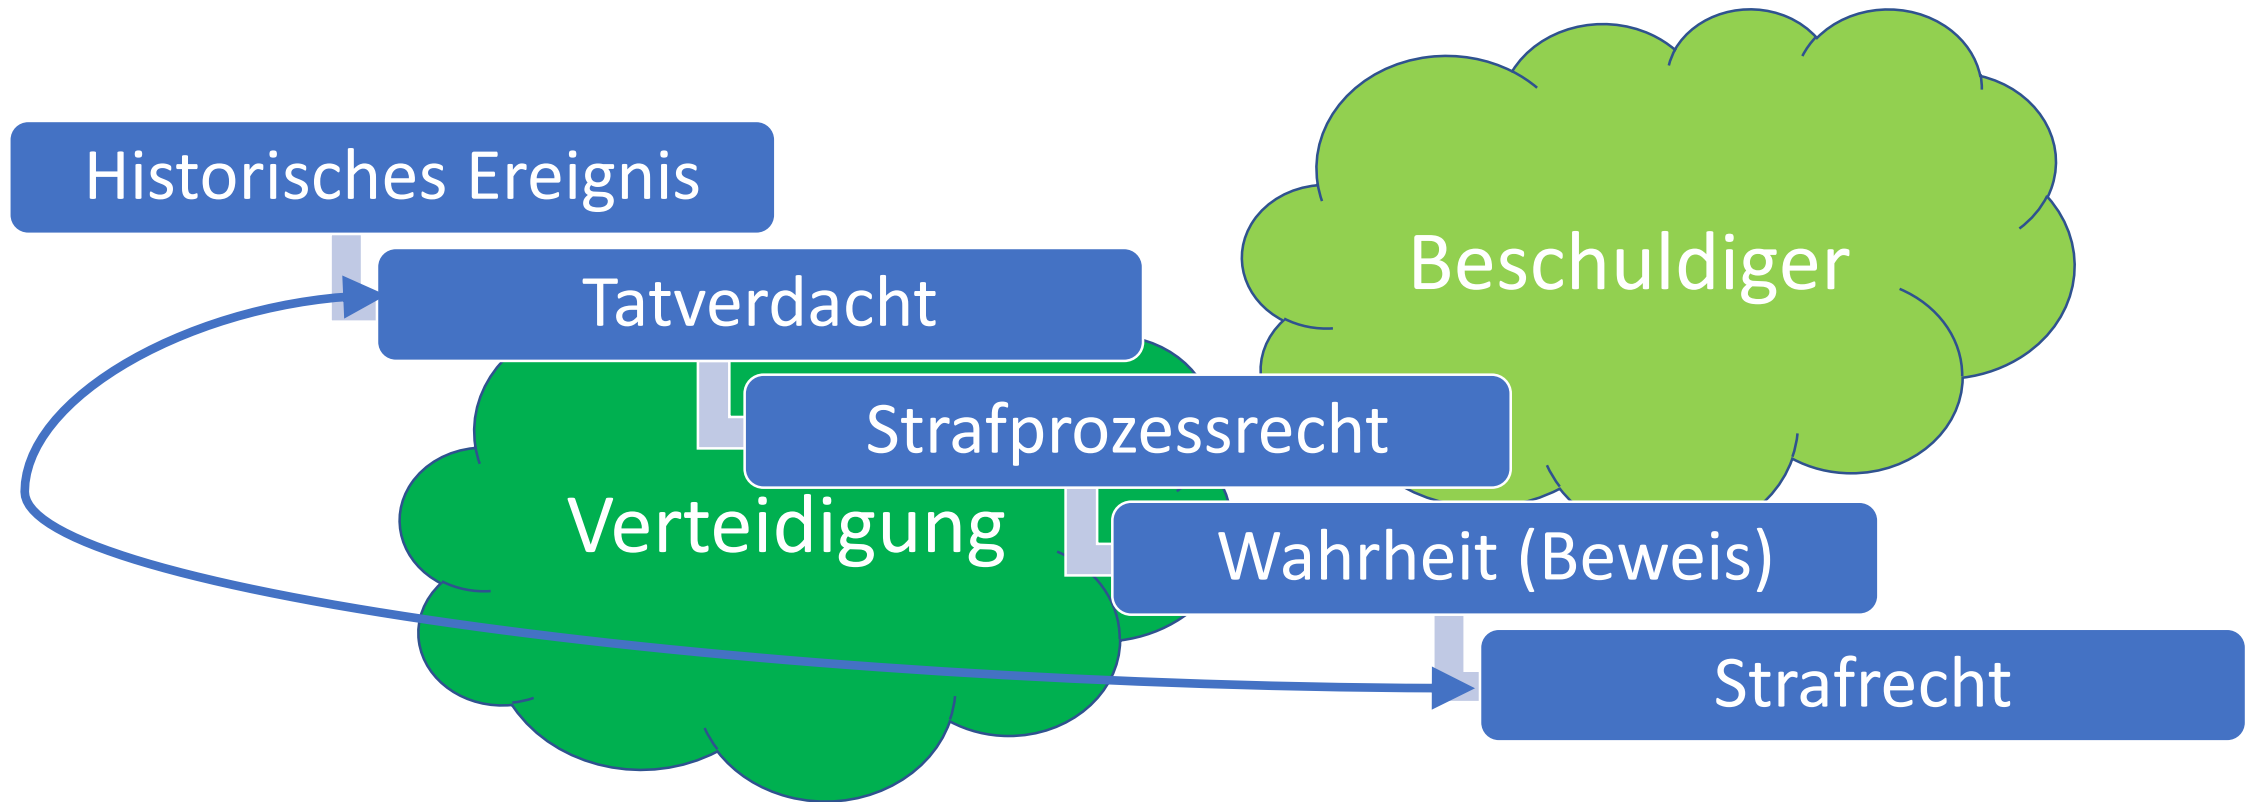 Historisches Ereignis
Tatverdacht
Beschuldiger
Strafprozessrecht
Verteidigung
Wahrheit (Beweis)
Strafrecht